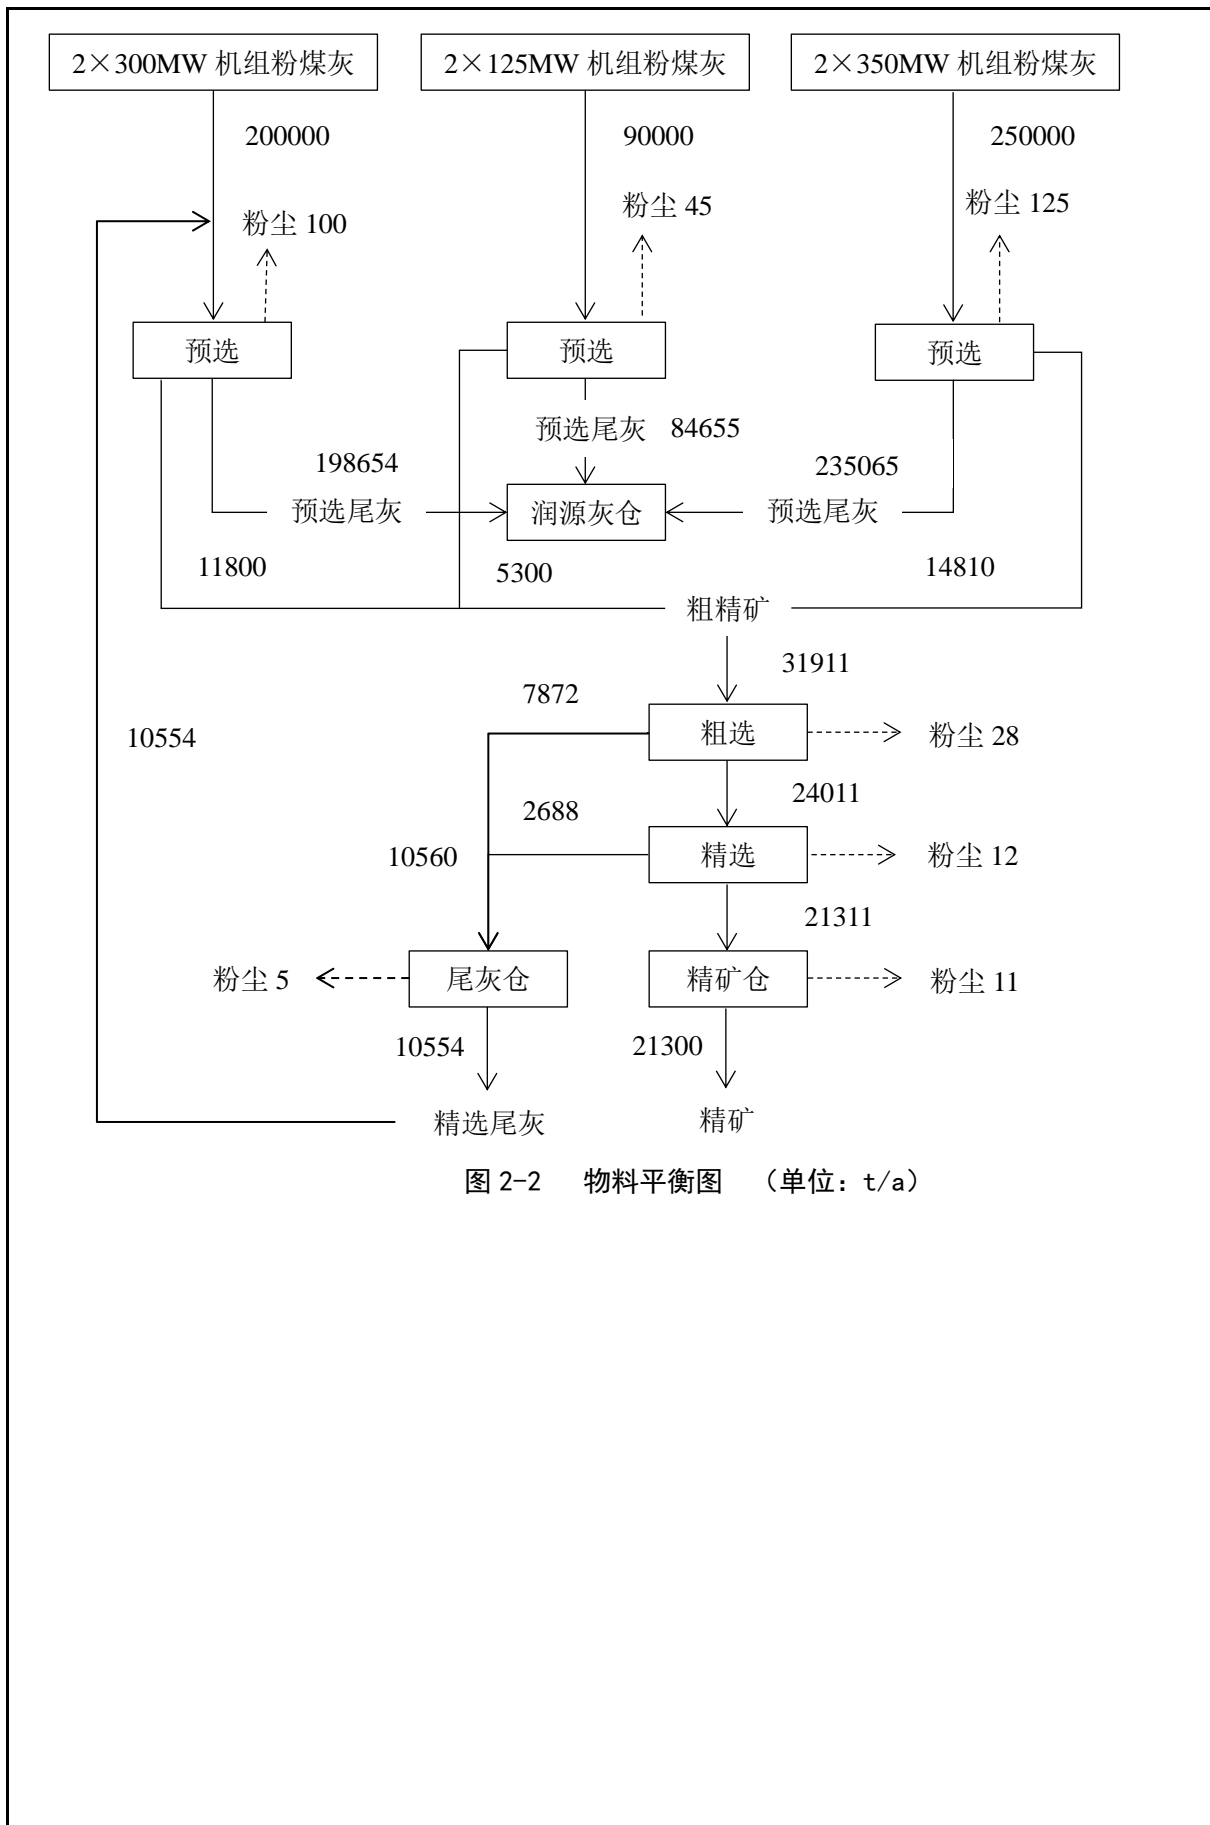 2×300MW 机组粉煤灰
2×125MW 机组粉煤灰
2×350MW 机组粉煤灰
200000
90000
250000
粉尘 100
粉尘 45
粉尘 125
预选
预选
预选
预选尾灰 84655
198654
235065
预选尾灰
润源灰仓
预选尾灰
11800
5300
14810
粗精矿
31911
7872
粗选
粉尘 28
10554
24011
2688
10560
精选
粉尘 12
21311
粉尘 5
尾灰仓
精矿仓
粉尘 11
10554
21300
精选尾灰
精矿
图 2-2 物料平衡图 （单位：t/a）